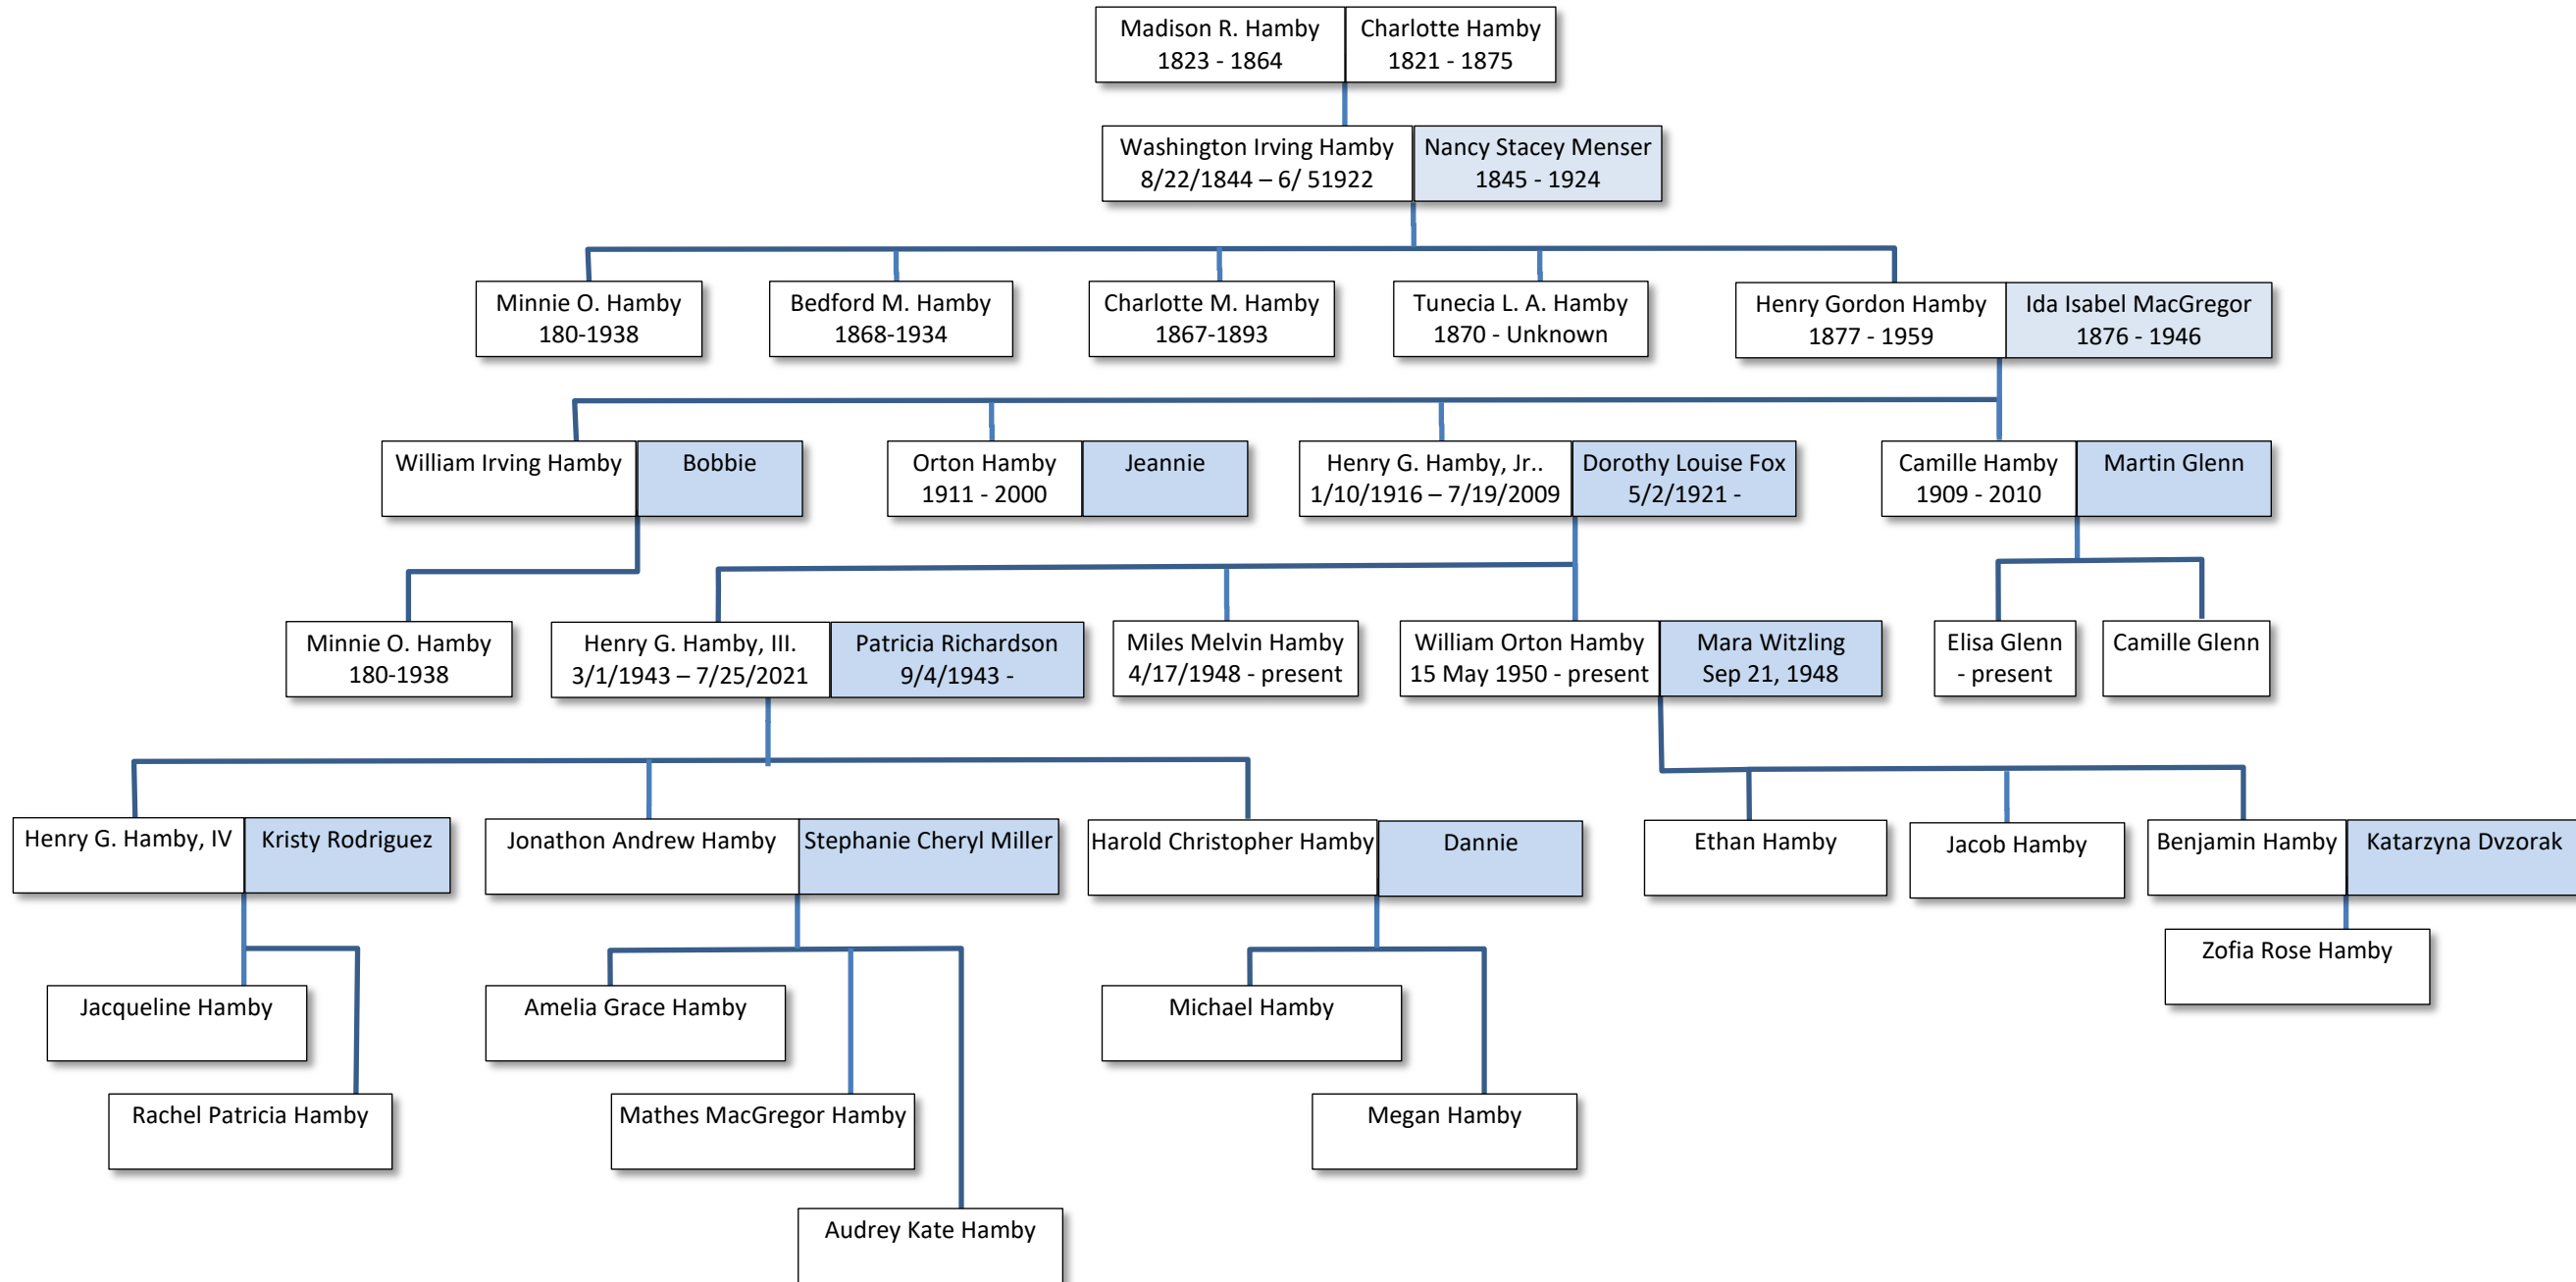 Madison R. Hamby
1823 - 1864
Charlotte Hamby
1821 - 1875
Washington Irving Hamby
8/22/1844 – 6/ 51922
Nancy Stacey Menser
1845 - 1924
Minnie O. Hamby
180-1938
Bedford M. Hamby
1868-1934
Charlotte M. Hamby
1867-1893
Tunecia L. A. Hamby
1870 - Unknown
Henry Gordon Hamby
1877 - 1959
Ida Isabel MacGregor
1876 - 1946
William Irving Hamby
Bobbie
Orton Hamby
1911 - 2000
Jeannie
Henry G. Hamby, Jr..
1/10/1916 – 7/19/2009
Dorothy Louise Fox
5/2/1921 -
Camille Hamby
1909 - 2010
Martin Glenn
Minnie O. Hamby
180-1938
Henry G. Hamby, III.
3/1/1943 – 7/25/2021
Patricia Richardson
9/4/1943 -
Miles Melvin Hamby
4/17/1948 - present
William Orton Hamby
15 May 1950 - present
Mara Witzling
Sep 21, 1948
Elisa Glenn
- present
Camille Glenn
Henry G. Hamby, IV
Kristy Rodriguez
Jonathon Andrew Hamby
Stephanie Cheryl Miller
Harold Christopher Hamby
Dannie
Ethan Hamby
Jacob Hamby
Benjamin Hamby
Katarzyna Dvzorak
Zofia Rose Hamby
Jacqueline Hamby
Amelia Grace Hamby
Michael Hamby
Rachel Patricia Hamby
Mathes MacGregor Hamby
Megan Hamby
Audrey Kate Hamby